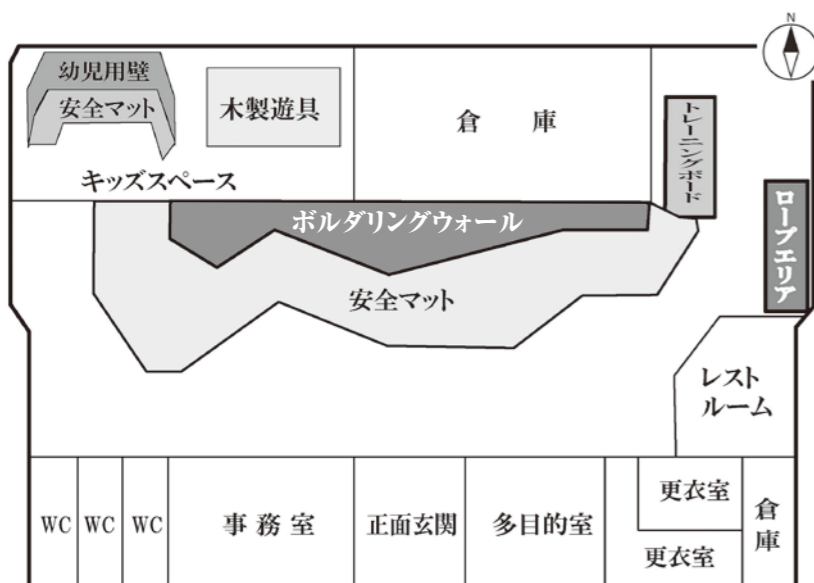 N
幼児用壁
安全マット
木製遊具
倉庫
トレーニングボード
キッズスペース
ボルダリングウォール
ロープエリア
安全マット
レスト
ルーム
WC
WC
WC
事務室
正面玄関
多目的室
更衣室
更衣室
倉庫